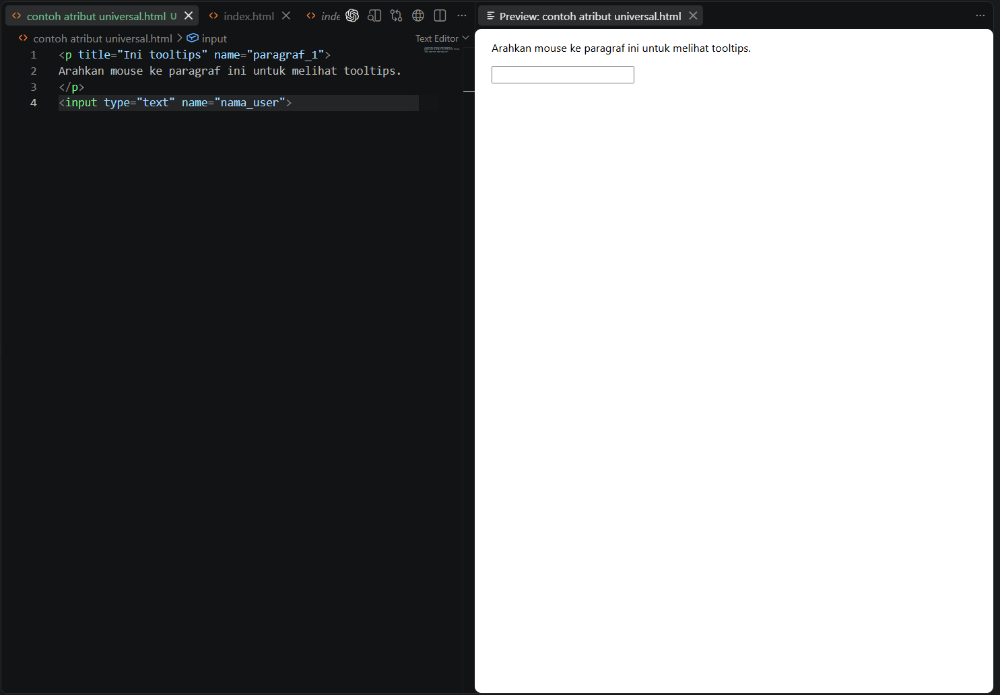 contoh atribut universal.html U
index.html
inde
Preview: contoh atribut universal.html
contoh atribut universal.html > input
Text Editor
1 <p title="Ini tooltips" name="paragraf_1">
2 Arahkan mouse ke paragraf ini untuk melihat tooltips.
3 </p>
4 <input type="text" name="nama_user">
Arahkan mouse ke paragraf ini untuk melihat tooltips.